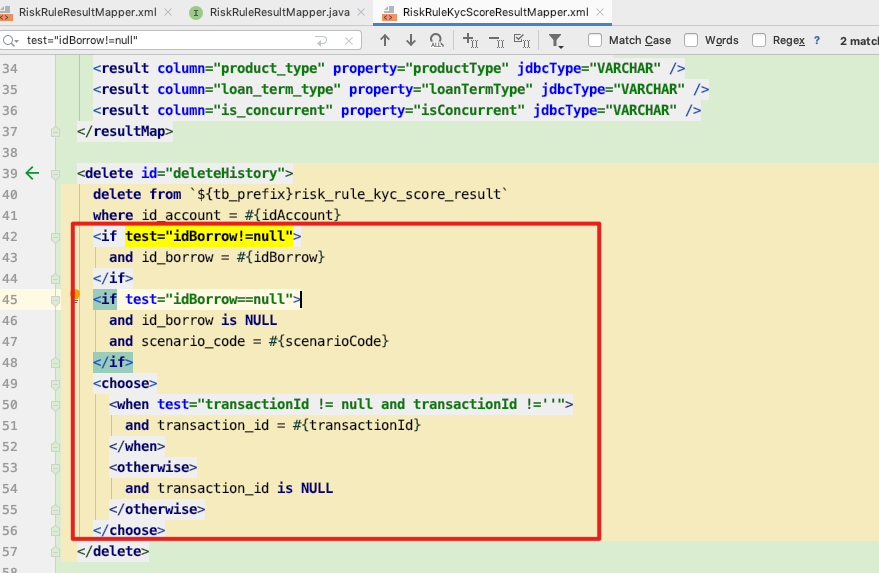 RiskRuleResultMapper.xml × RiskRuleResultMapper.java × RiskRuleKycScoreResultMapper.xml ×
test="idBorrow!=null" Match Case Words Regex ? 2 match
34 <result column="product_type" property="productType" jdbcType="VARCHAR" />
35 <result column="loan_term_type" property="loanTermType" jdbcType="VARCHAR" />
36 <result column="is_concurrent" property="isConcurrent" jdbcType="VARCHAR" />
37 </resultMap>
38
39 <delete id="deleteHistory">
40 delete from `${tb_prefix}risk_rule_kyc_score_result`
41 where id_account = #{idAccount}
42 <if test="idBorrow!=null">
43 and id_borrow = #{idBorrow}
44 </if>
45 <if test="idBorrow==null">
46 and id_borrow is NULL
47 and scenario_code = #{scenarioCode}
48 </if>
49 <choose>
50 <when test="transactionId != null and transactionId !=''">
51 and transaction_id = #{transactionId}
52 </when>
53 <otherwise>
54 and transaction_id is NULL
55 </otherwise>
56 </choose>
57 </delete>
58